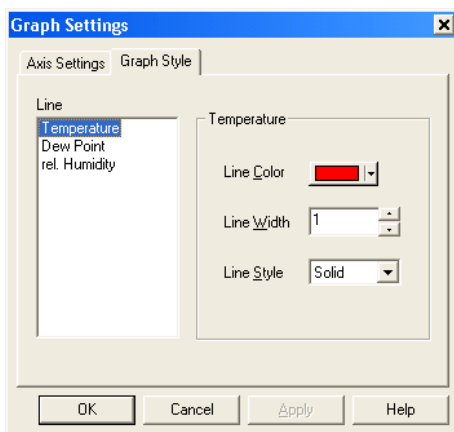 Graph Settings
Axis Settings
Graph Style
Line
Temperature
Dew Point
rel. Humidity
Temperature
Line Color
Line Width
1
Line Style
Solid
OK
Cancel
Apply
Help